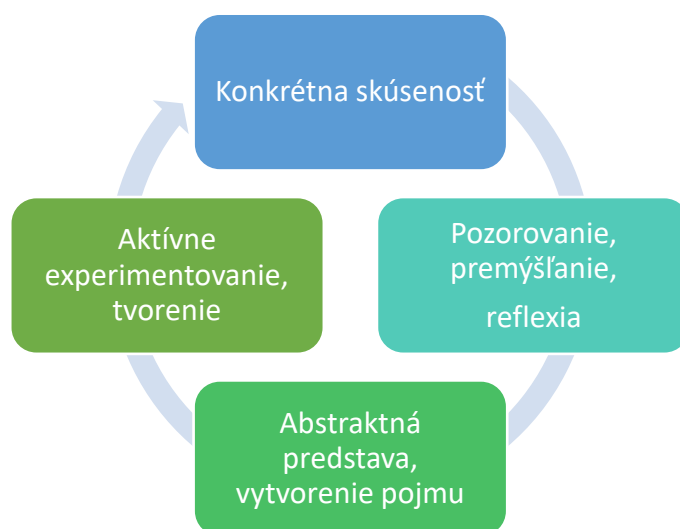 Konkrétna skúsenosť
Pozorovanie,
premýšľanie,
reflexia
Abstraktná
predstava,
vytvorenie pojmu
Aktívne
experimentovanie,
tvorenie